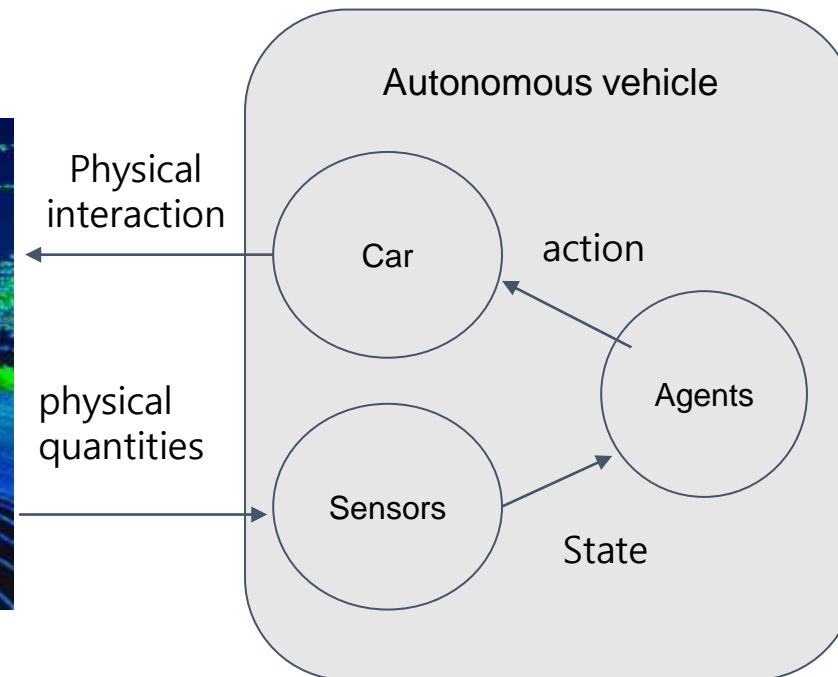 Autonomous vehicle
Physical
interaction
Car
action
physical
quantities
Agents
Sensors
State